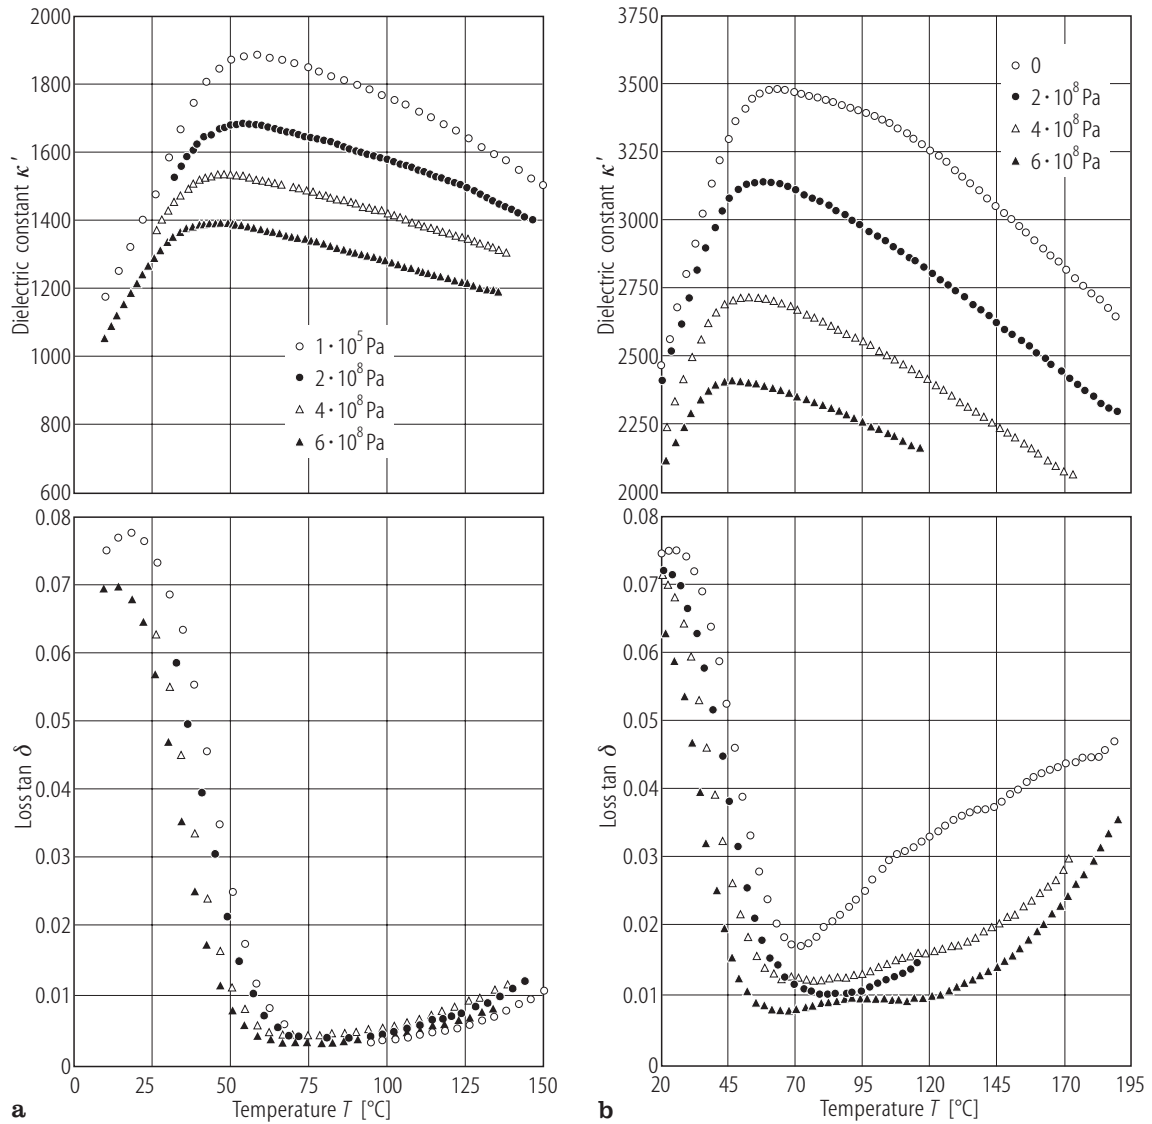 2000
1800
1600
1400
1200
1000
800
600
Dielectric constant κ′
1·10⁵ Pa
2·10⁸ Pa
4·10⁸ Pa
6·10⁸ Pa
3750
3500
3250
3000
2750
2500
2250
2000
Dielectric constant κ′
0
2·10⁸ Pa
4·10⁸ Pa
6·10⁸ Pa
0.08
0.07
0.06
0.05
0.04
0.03
0.02
0.01
0
Loss tan δ
0 25 50 75 100 125 150
Temperature T [°C]
a
0.08
0.07
0.06
0.05
0.04
0.03
0.02
0.01
0
Loss tan δ
20 45 70 95 120 145 170 195
Temperature T [°C]
b